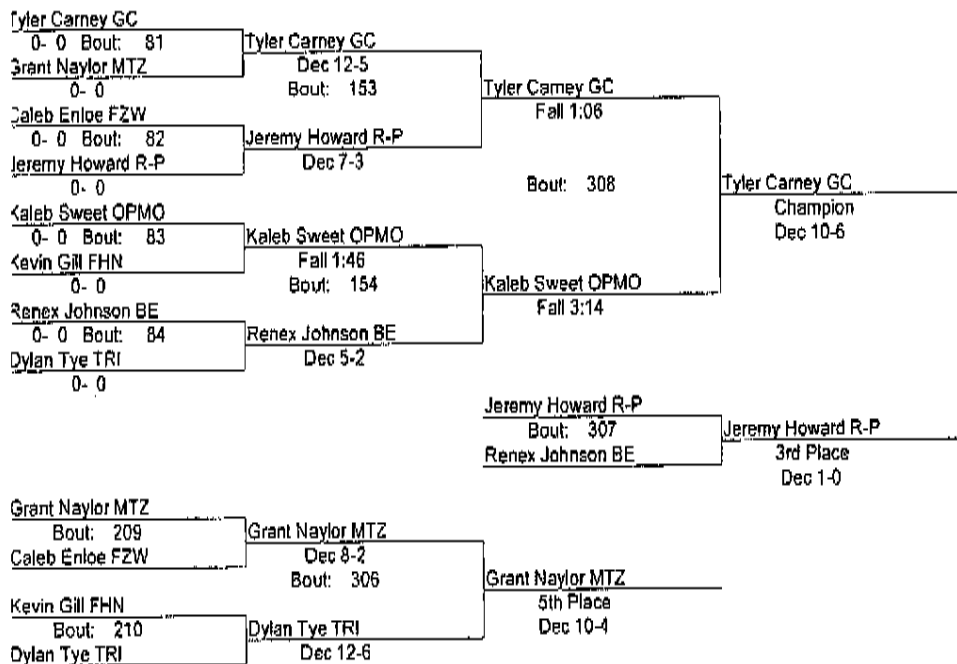 Tyler Carney GC
0- 0 Bout: 81
Grant Naylor MTZ
0- 0
Caleb Enloe FZW
0- 0 Bout: 82
Jeremy Howard R-P
0- 0
Kaleb Sweet OPMO
0- 0 Bout: 83
Kevin Gill FHN
0- 0
Renex Johnson BE
0- 0 Bout: 84
Dylan Tye TRI
0- 0
Tyler Carney GC
Dec 12-5
Bout: 153
Jeremy Howard R-P
Dec 7-3
Kaleb Sweet OPMO
Fall 1:46
Bout: 154
Renex Johnson BE
Dec 5-2
Tyler Carney GC
Fall 1:06
Bout: 308
Kaleb Sweet OPMO
Fall 3:14
Tyler Carney GC
Champion
Dec 10-6
Jeremy Howard R-P
Bout: 307
Renex Johnson BE
Jeremy Howard R-P
3rd Place
Dec 1-0
Grant Naylor MTZ
Bout: 209
Caleb Enloe FZW
Kevin Gill FHN
Bout: 210
Dylan Tye TRI
Grant Naylor MTZ
Dec 8-2
Bout: 306
Dylan Tye TRI
Dec 12-6
Grant Naylor MTZ
5th Place
Dec 10-4